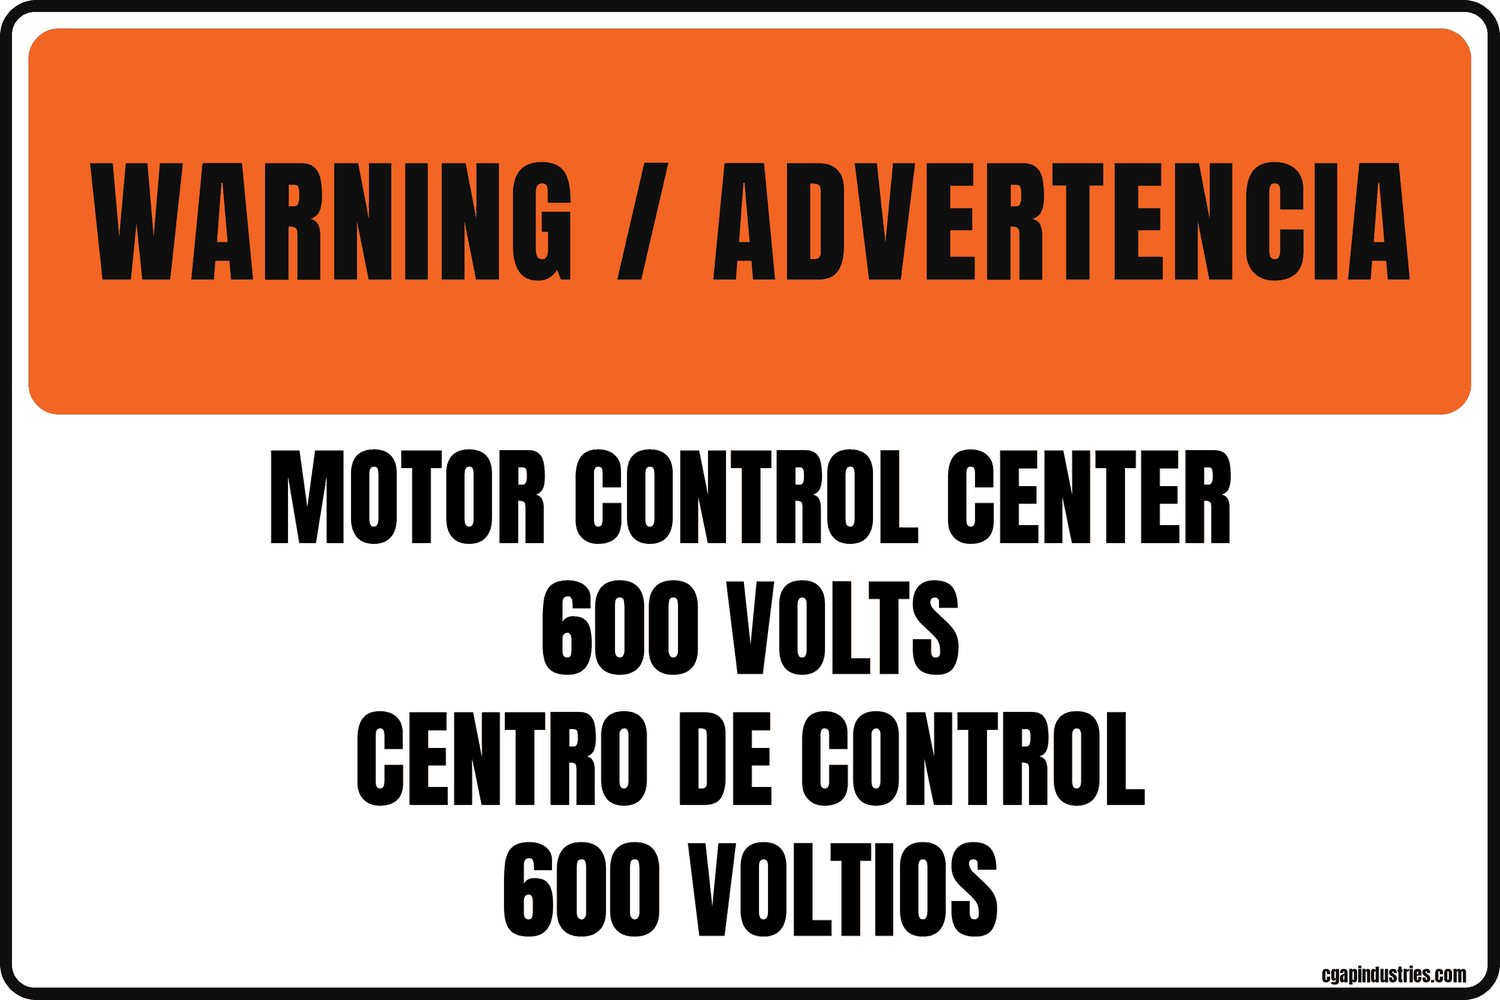 WARNING / ADVERTENCIA
MOTOR CONTROL CENTER
600 VOLTS
CENTRO DE CONTROL
600 VOLTIOS
cgapindustries.com